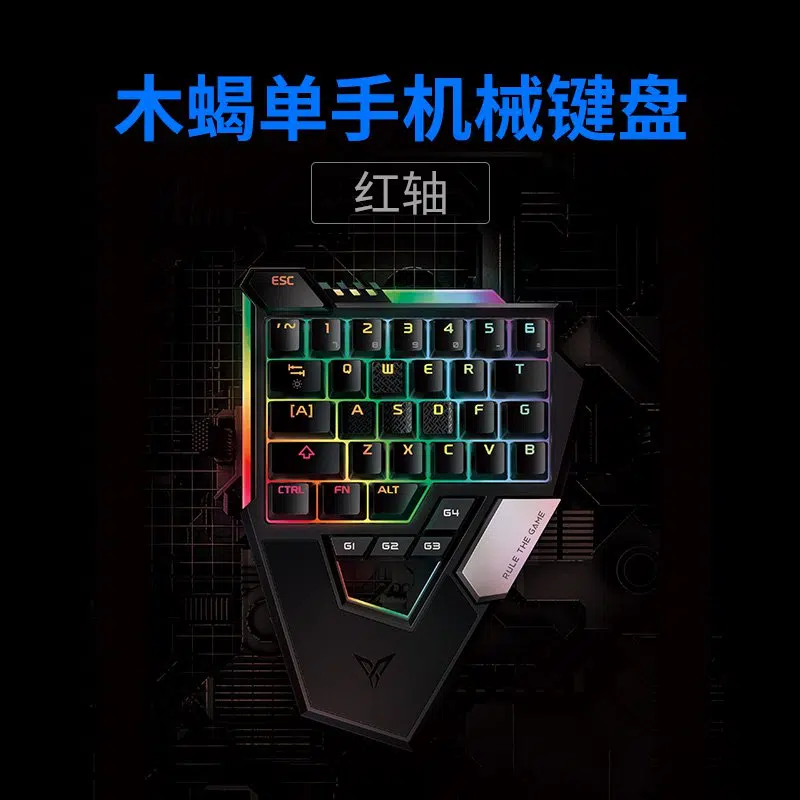 木蝎单手机械键盘
红轴
ESC
'~ 1 2 3 4 5 6
Q W E R T
[A] A S D F G
Z X C V B
CTRL FN ALT
G4
G1 G2 G3
RULE THE GAME